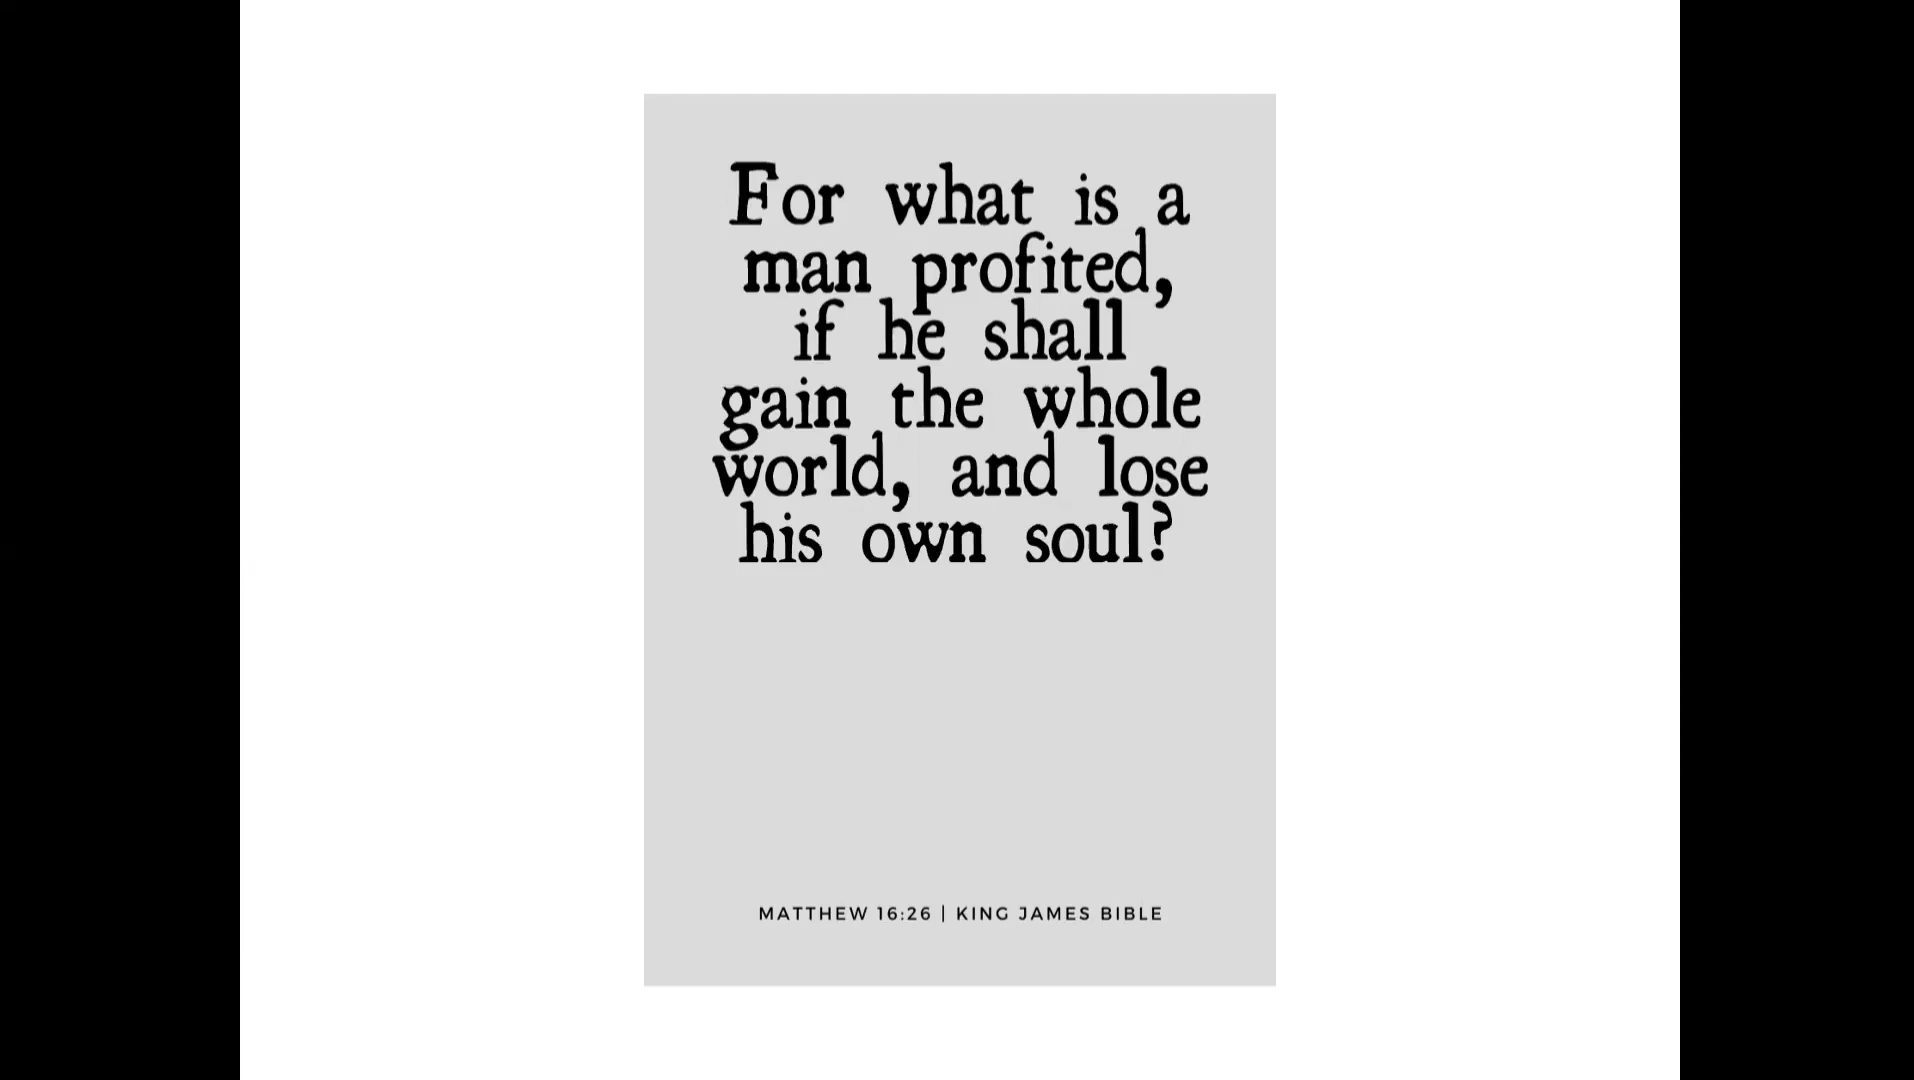 For what is a
man profited,
if he shall
gain the whole
world, and lose
his own soul?
MATTHEW 16:26 | KING JAMES BIBLE